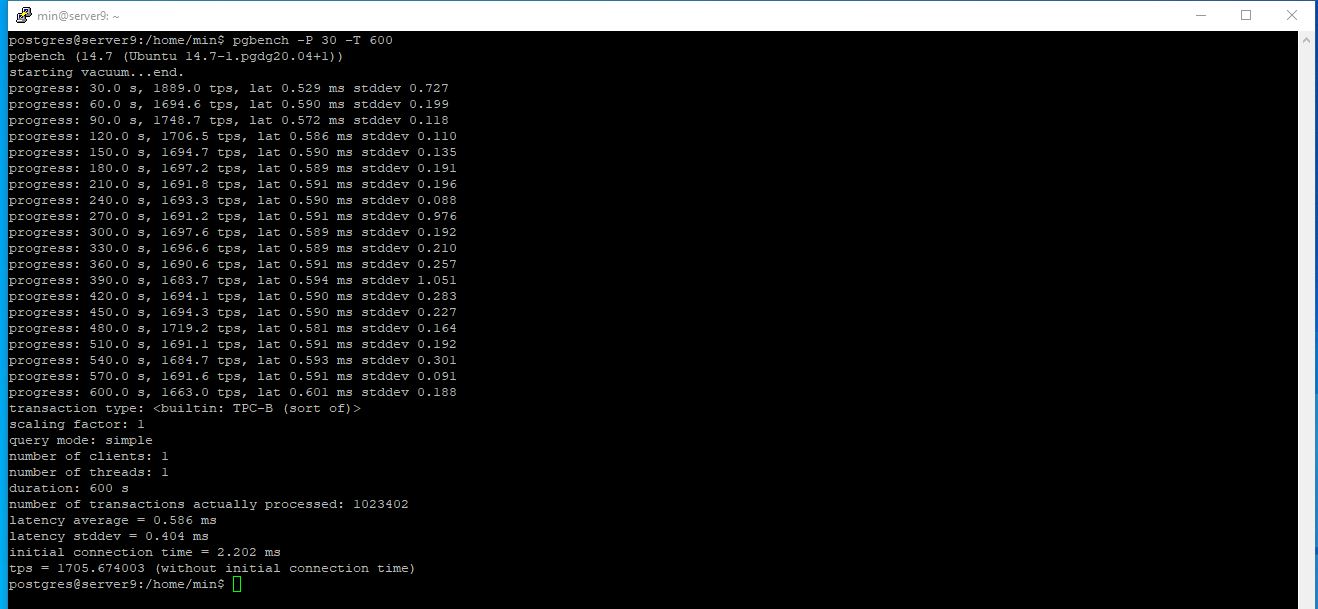 min@server9: ~
postgres@server9:/home/min$ pgbench -P 30 -T 600
pgbench (14.7 (Ubuntu 14.7-1.pgdg20.04+1))
starting vacuum...end.
progress: 30.0 s, 1889.0 tps, lat 0.529 ms stddev 0.727
progress: 60.0 s, 1694.6 tps, lat 0.590 ms stddev 0.199
progress: 90.0 s, 1748.7 tps, lat 0.572 ms stddev 0.118
progress: 120.0 s, 1706.5 tps, lat 0.586 ms stddev 0.110
progress: 150.0 s, 1694.7 tps, lat 0.590 ms stddev 0.135
progress: 180.0 s, 1697.2 tps, lat 0.589 ms stddev 0.191
progress: 210.0 s, 1691.8 tps, lat 0.591 ms stddev 0.196
progress: 240.0 s, 1693.3 tps, lat 0.590 ms stddev 0.088
progress: 270.0 s, 1691.2 tps, lat 0.591 ms stddev 0.976
progress: 300.0 s, 1697.6 tps, lat 0.589 ms stddev 0.192
progress: 330.0 s, 1696.6 tps, lat 0.589 ms stddev 0.210
progress: 360.0 s, 1690.6 tps, lat 0.591 ms stddev 0.257
progress: 390.0 s, 1683.7 tps, lat 0.594 ms stddev 1.051
progress: 420.0 s, 1694.1 tps, lat 0.590 ms stddev 0.283
progress: 450.0 s, 1694.3 tps, lat 0.590 ms stddev 0.227
progress: 480.0 s, 1719.2 tps, lat 0.581 ms stddev 0.164
progress: 510.0 s, 1691.1 tps, lat 0.591 ms stddev 0.192
progress: 540.0 s, 1684.7 tps, lat 0.593 ms stddev 0.301
progress: 570.0 s, 1691.6 tps, lat 0.591 ms stddev 0.091
progress: 600.0 s, 1663.0 tps, lat 0.601 ms stddev 0.188
transaction type: <builtin: TPC-B (sort of)>
scaling factor: 1
query mode: simple
number of clients: 1
number of threads: 1
duration: 600 s
number of transactions actually processed: 1023402
latency average = 0.586 ms
latency stddev = 0.404 ms
initial connection time = 2.202 ms
tps = 1705.674003 (without initial connection time)
postgres@server9:/home/min$